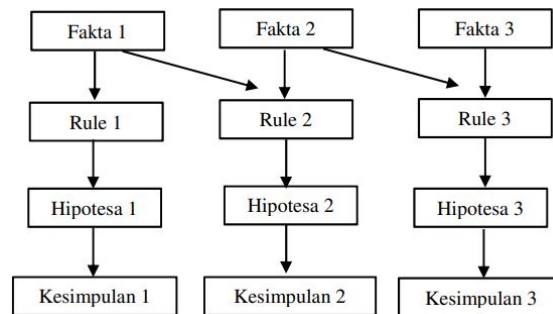 Fakta 1
Fakta 2
Fakta 3
Rule 1
Rule 2
Rule 3
Hipotesa 1
Hipotesa 2
Hipotesa 3
Kesimpulan 1
Kesimpulan 2
Kesimpulan 3